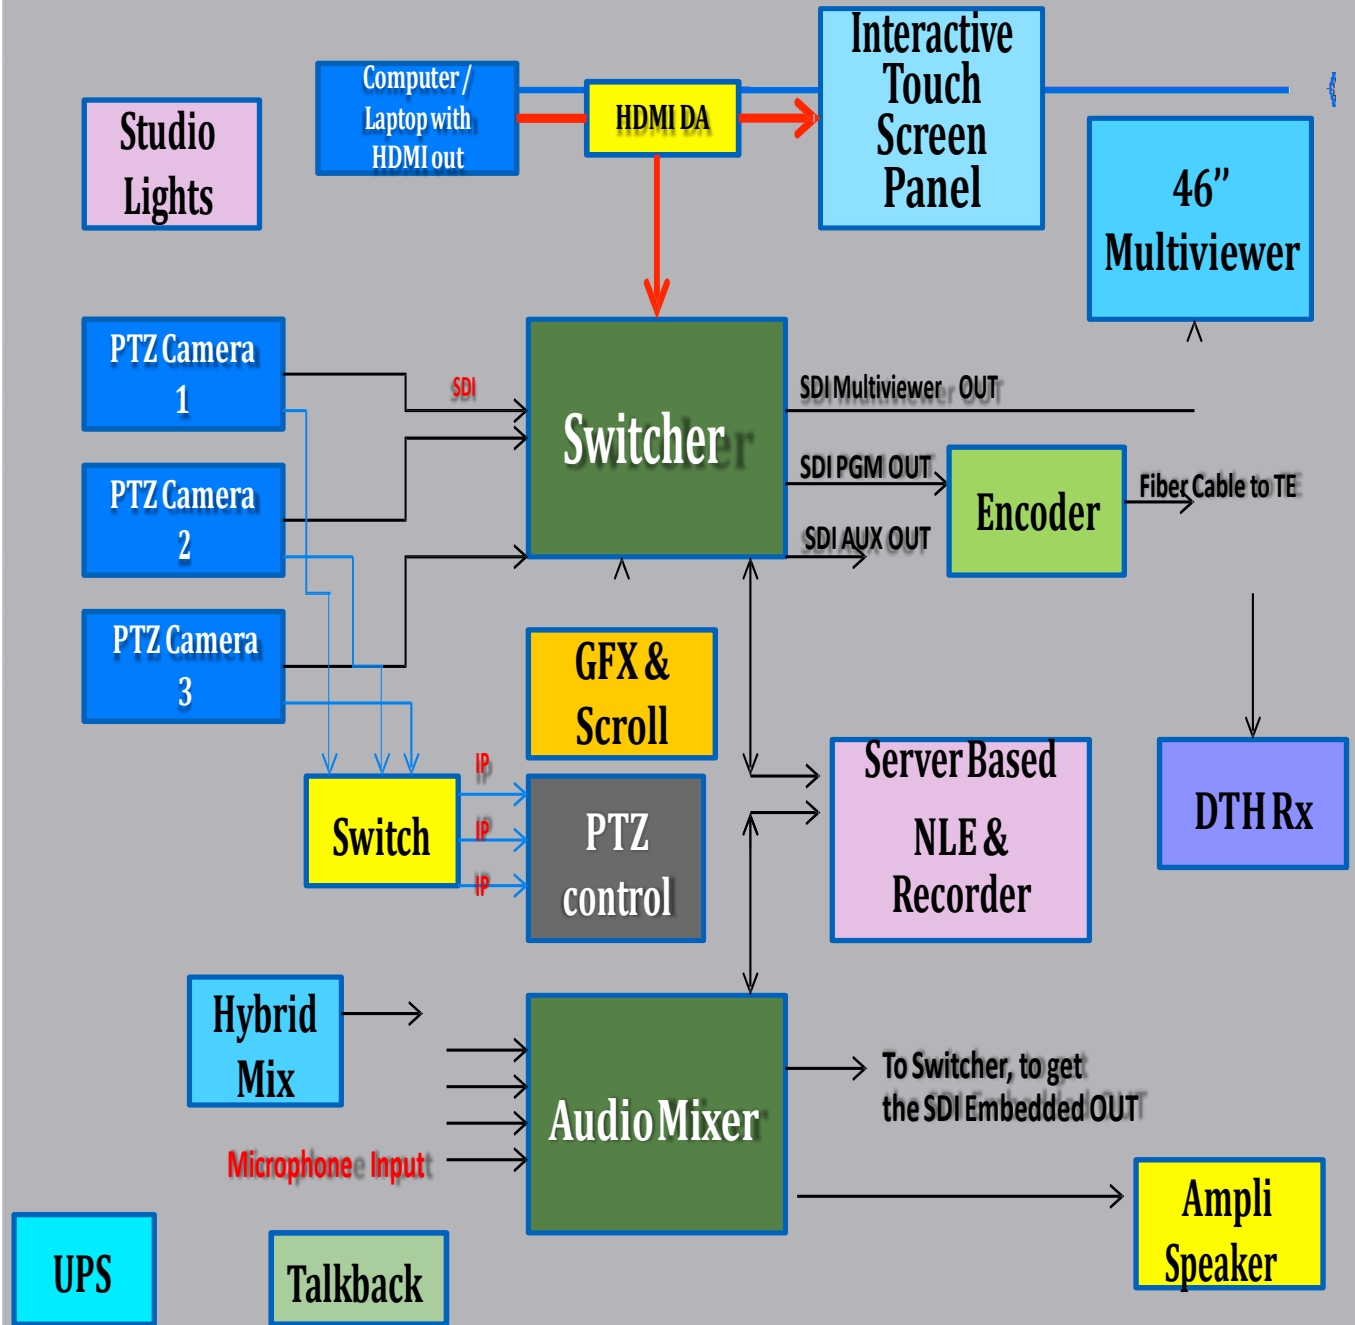 Interactive
Touch
Screen
Panel
Computer /
Laptop with
HDMI out
HDMI DA
Studio
Lights
46”
Multiviewer
PTZ Camera
1
SDI
Switcher
SDI Multiviewer OUT
SDI PGM OUT
Encoder
Fiber Cable to TE
SDI AUX OUT
PTZ Camera
2
PTZ Camera
3
GFX &
Scroll
Switch
IP
IP
IP
PTZ
control
Server Based
NLE &
Recorder
DTH Rx
Hybrid
Mix
Microphone Input
Audio Mixer
To Switcher, to get
the SDI Embedded OUT
Ampli
Speaker
UPS
Talkback